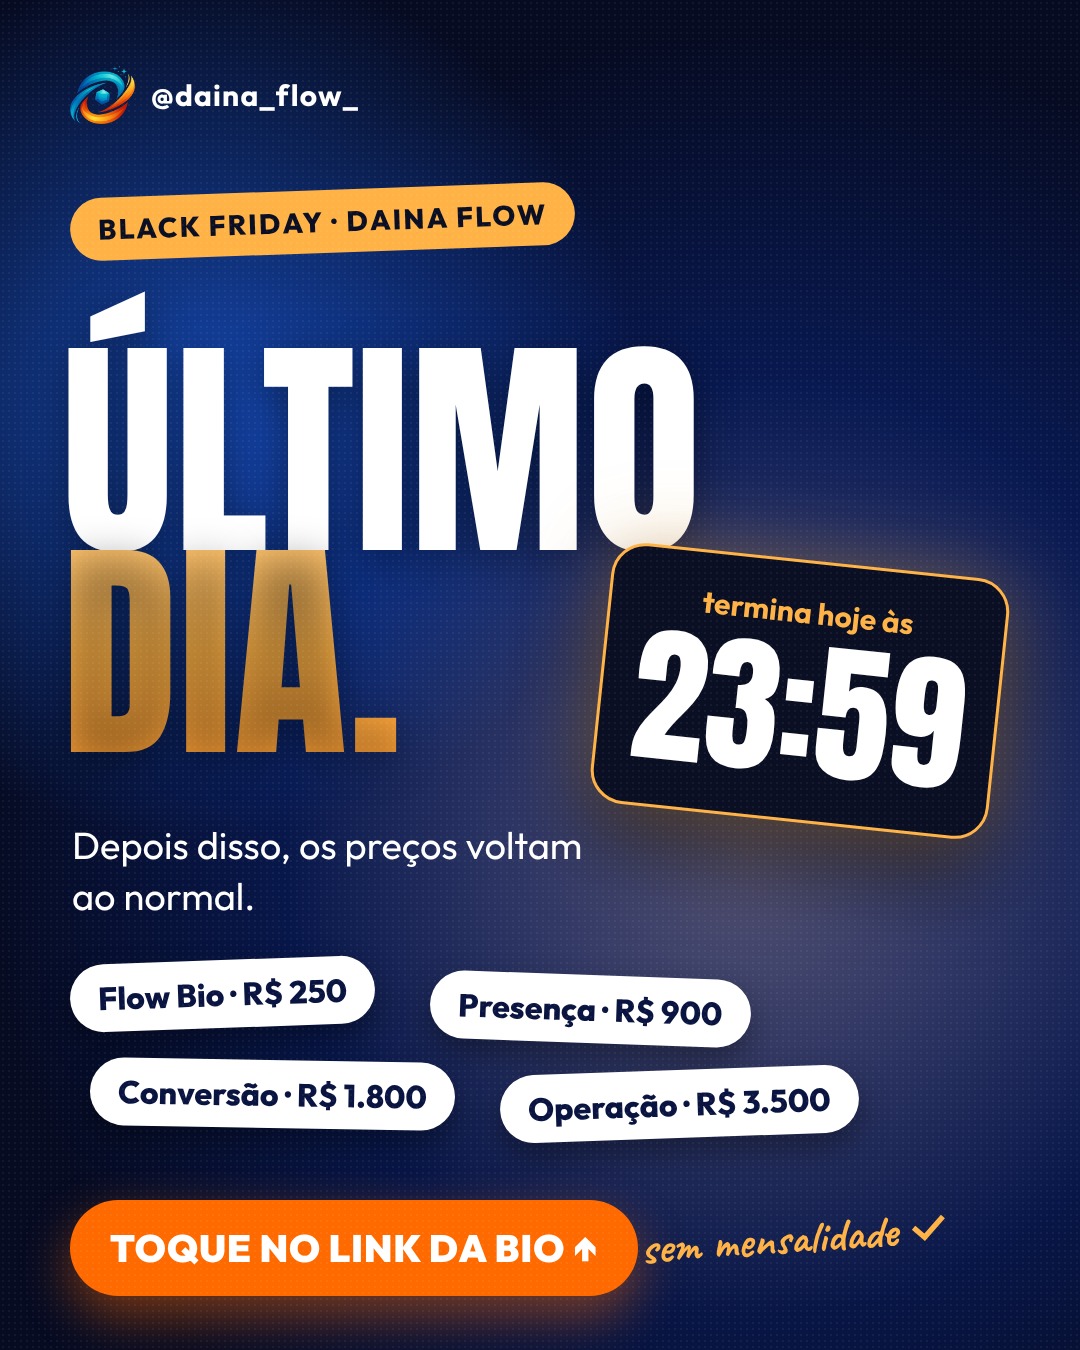 @daina_flow_
BLACK FRIDAY · DAINA FLOW
ÚLTIMO
DIA.
termina hoje às
23:59
Depois disso, os preços voltam
ao normal.
Flow Bio · R$ 250
Presença · R$ 900
Conversão · R$ 1.800
Operação · R$ 3.500
TOQUE NO LINK DA BIO ↑
sem mensalidade ✓